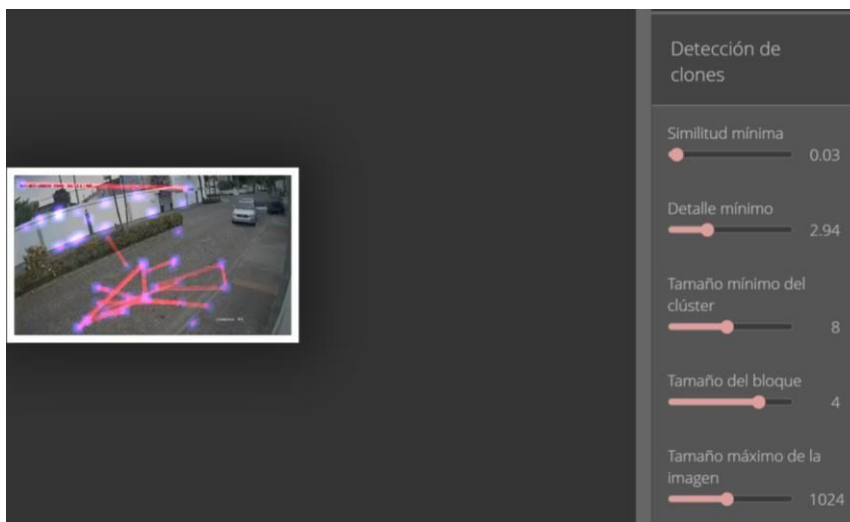 Detección de
clones
Similitud mínima
0.03
Detalle mínimo
2.94
Tamaño mínimo del
clúster
8
Tamaño del bloque
4
Tamaño máximo de la
imagen
1024